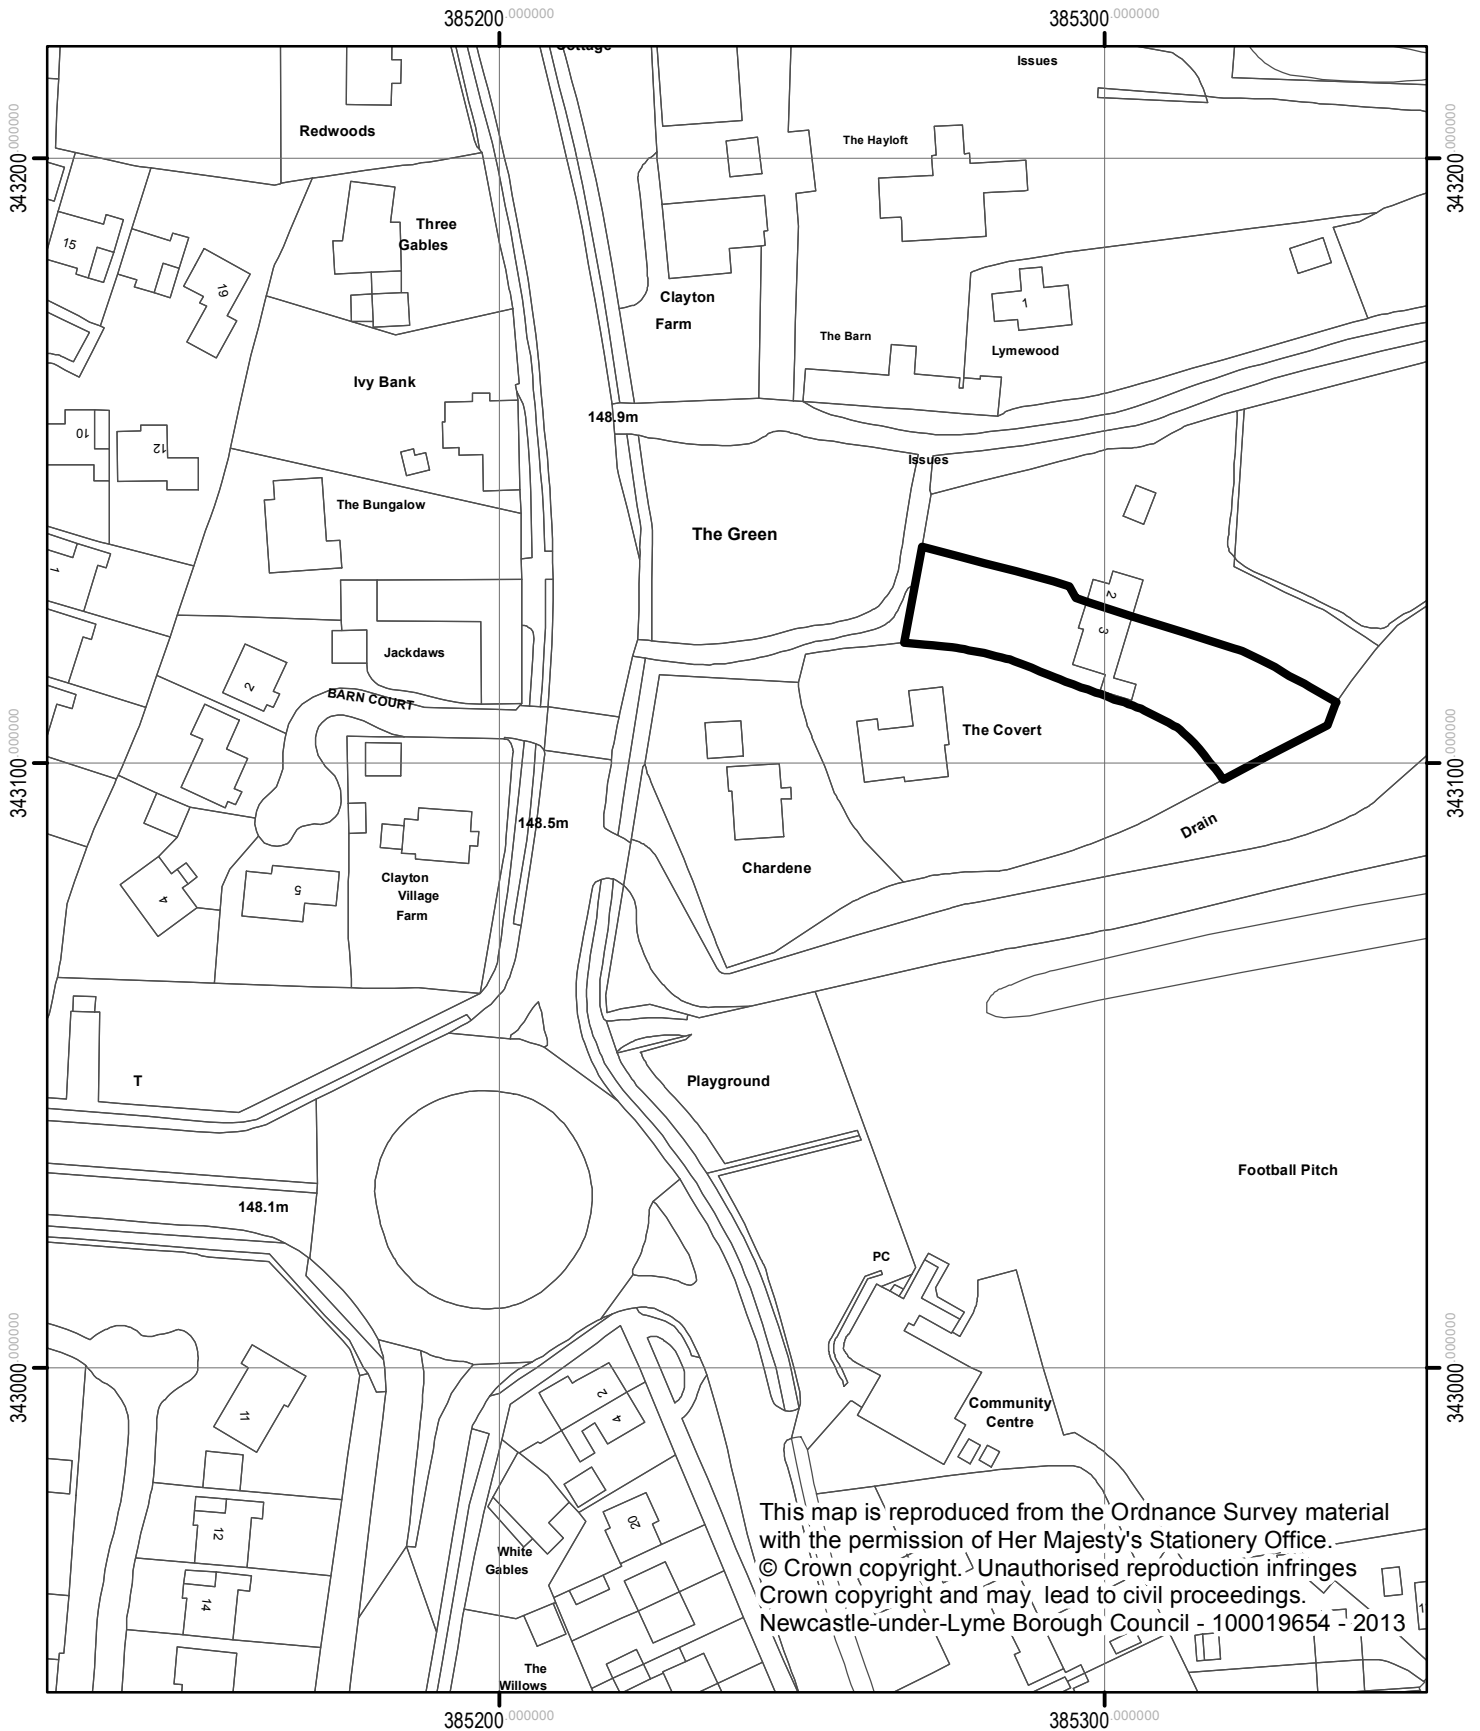 385200.000000
385300.000000
Cottage
Issues
343200.000000
343200.000000
Redwoods
The Hayloft
Three
Gables
15
19
Clayton
Farm
1
The Barn
Lymewood
Ivy Bank
148.9m
10
12
Issues
The Bungalow
The Green
1
2
3
Jackdaws
2
BARN COURT
The Covert
343100.000000
343100.000000
148.5m
Drain
Chardene
Clayton
Village
Farm
4
5
T
Playground
Football Pitch
148.1m
PC
343000.000000
343000.000000
2
4
11
Community
Centre
12
20
White
Gables
14
The
Willows
This map is reproduced from the Ordnance Survey material
with the permission of Her Majesty's Stationery Office.
© Crown copyright. Unauthorised reproduction infringes
Crown copyright and may lead to civil proceedings.
Newcastle-under-Lyme Borough Council - 100019654 - 2013
385200.000000
385300.000000